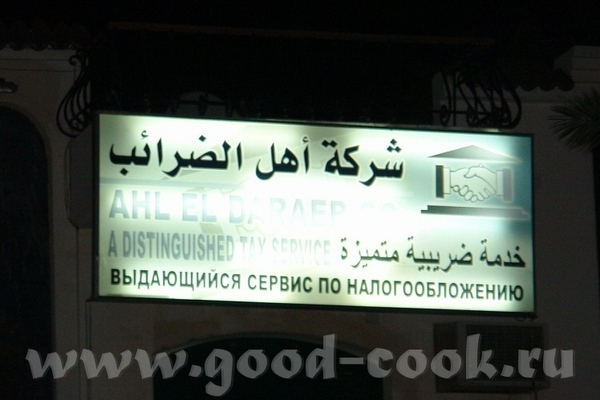 شركة أهل الضرائب
AHL EL DARAEB CO
A DISTINGUISHED TAX SERVICE خدمة ضريبية متميزة
ВЫДАЮЩИЙСЯ СЕРВИС ПО НАЛОГООБЛОЖЕНИЮ
www.good-cook.ru